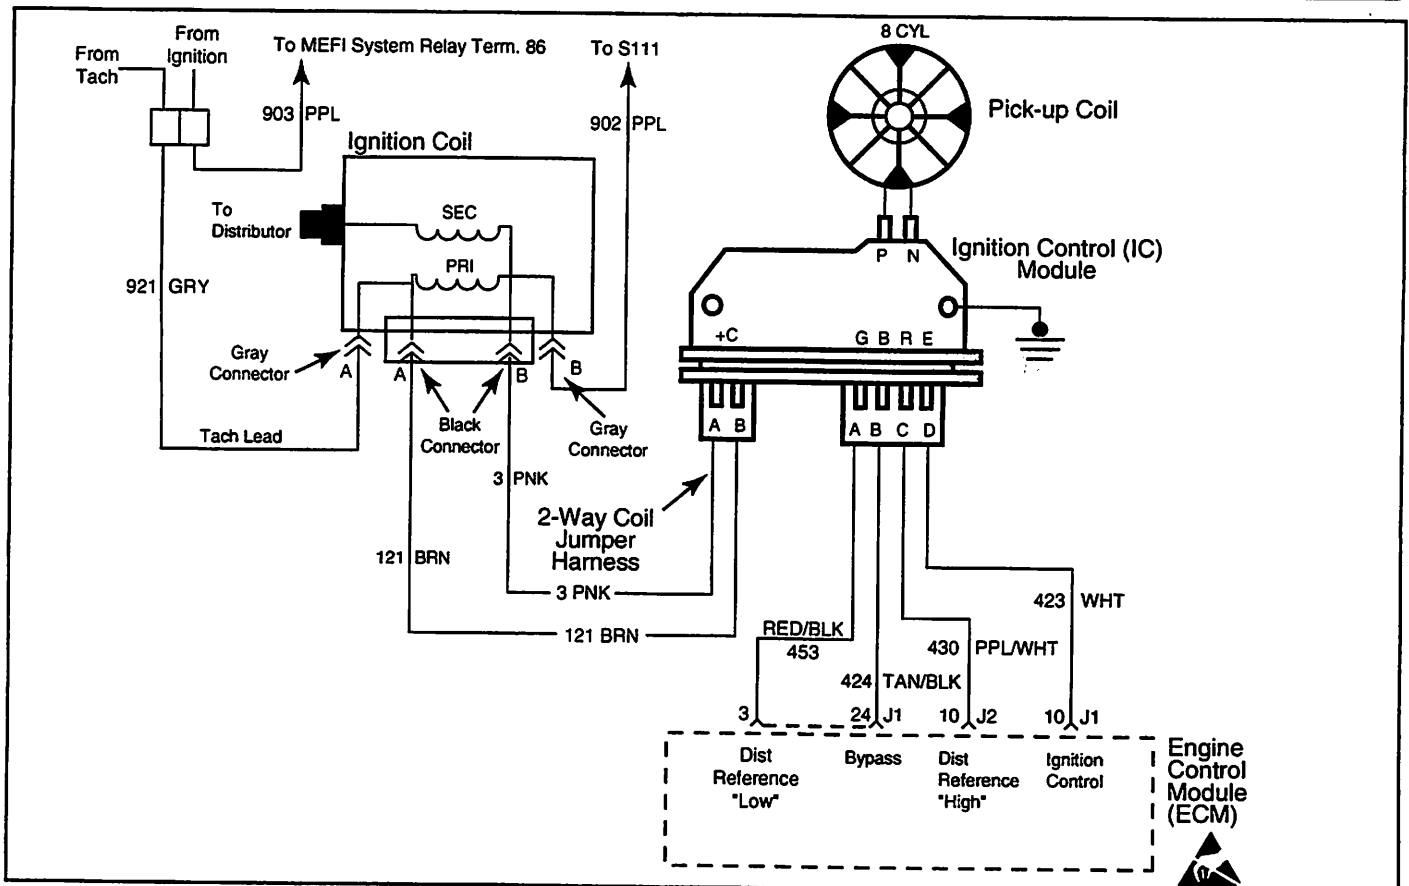 8 CYL
From
Ignition
From
Tach
To MEFI System Relay Term. 86
To S111
Pick-up Coil
903 PPL
902 PPL
Ignition Coil
To
Distributor
SEC
PRI
P N
Ignition Control (IC)
Module
921 GRY
+C
G B R E
Gray
Connector
A
A
B
B
Black
Connector
Gray
Connector
A B
A B C D
Tach Lead
3 PNK
2-Way Coil
Jumper
Harness
121 BRN
3 PNK
121 BRN
423 WHT
RED/BLK
453
430 PPL/WHT
424 TAN/BLK
3
24 J1
10 J2
10 J1
Dist
Reference
"Low"
Bypass
Dist
Reference
"High"
Ignition
Control
Engine
Control
Module
(ECM)